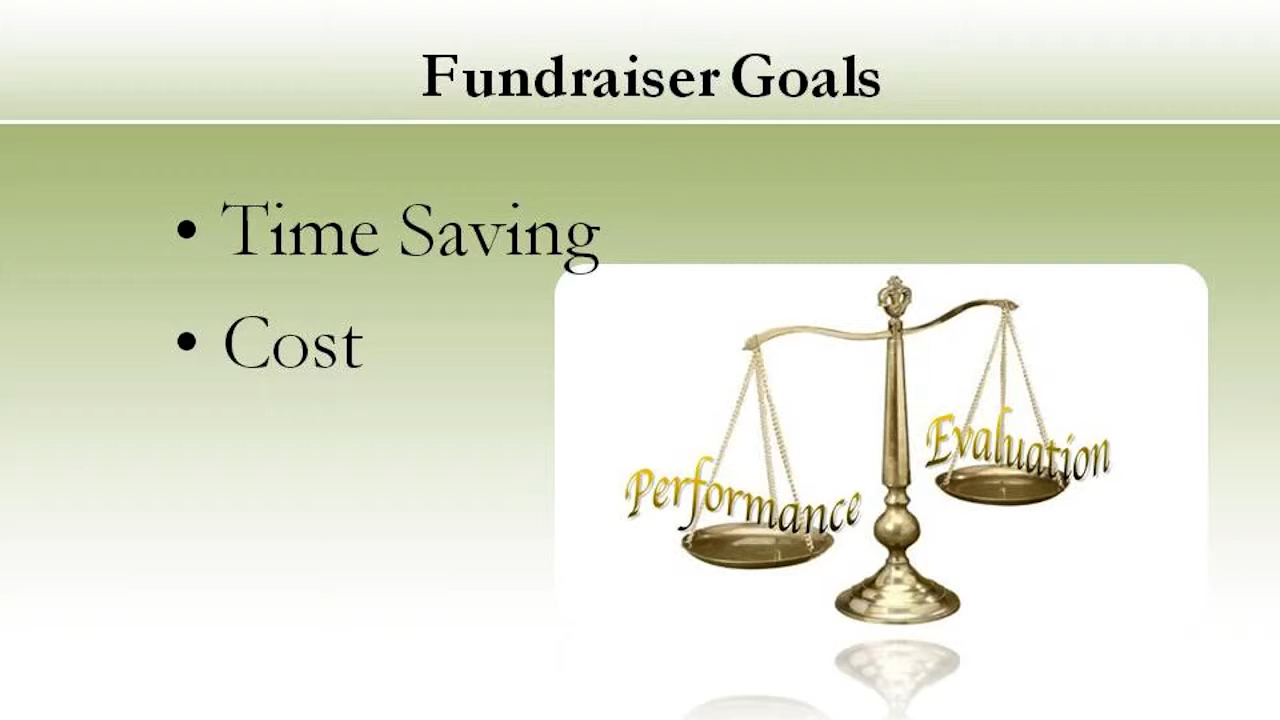 Fundraiser Goals
• Time Saving
• Cost
Performance
Evaluation